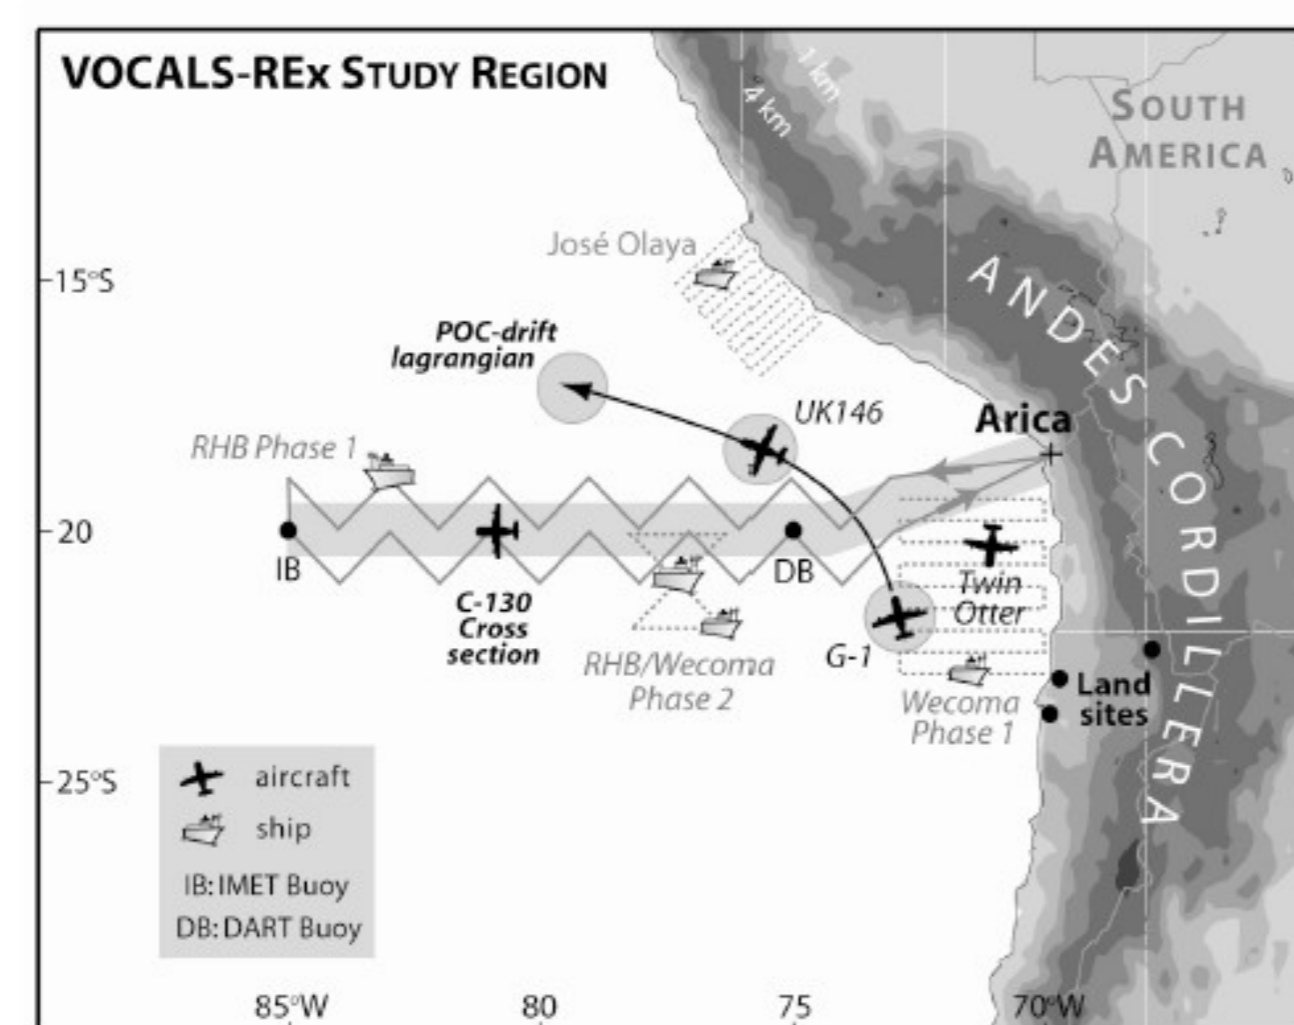 VOCALS-REx STUDY REGION
1 km
4 km
SOUTH
AMERICA
José Olaya
15°S
ANDES CORDILLERA
POC-drift
lagrangian
UK146
Arica
RHB Phase 1
20
IB
DB
C-130
Cross
section
Twin
Otter
G-1
RHB/Wecoma
Phase 2
Wecoma
Phase 1
Land
sites
25°S
aircraft
ship
IB: IMET Buoy
DB: DART Buoy
85°W
80
75
70°W